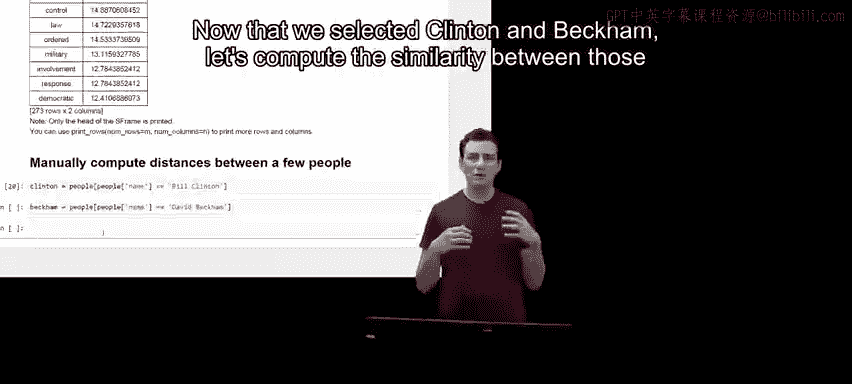 GPT中英字幕课程资源@bilibili.com
Now that we selected Clinton and Beckham,
let's compute the similarity between those
control 14.8870608452
law 14.7229357618
ordered 14.5333739509
military 13.1159327785
involvement 12.7843852412
response 12.7843852412
democratic 12.4106886973
[273 rows x 2 columns]
Note: Only the head of the SFrame is printed.
You can use print_rows(num_rows=m, num_columns=n) to print more rows and columns.
Manually compute distances between a few people
[20]: clinton = people[people['name'] == 'Bill Clinton']
n [ ]: beckham = people[people['name'] == 'David Beckham']
n [ ]: